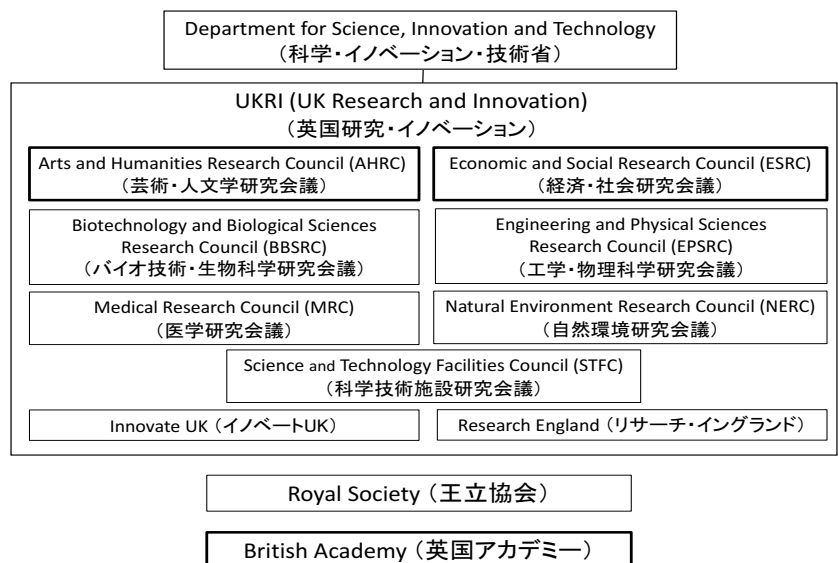 Department for Science, Innovation and Technology
(科学・イノベーション・技術省)
UKRI (UK Research and Innovation)
(英国研究・イノベーション)
Arts and Humanities Research Council (AHRC)
(芸術・人文学研究会議)
Economic and Social Research Council (ESRC)
(経済・社会研究会議)
Biotechnology and Biological Sciences
Research Council (BBSRC)
(バイオ技術・生物科学研究会議)
Engineering and Physical Sciences
Research Council (EPSRC)
(工学・物理科学研究会議)
Medical Research Council (MRC)
(医学研究会議)
Natural Environment Research Council (NERC)
(自然環境研究会議)
Science and Technology Facilities Council (STFC)
(科学技術施設研究会議)
Innovate UK (イノベートUK)
Research England (リサーチ・イングランド)
Royal Society (王立協会)
British Academy (英国アカデミー)